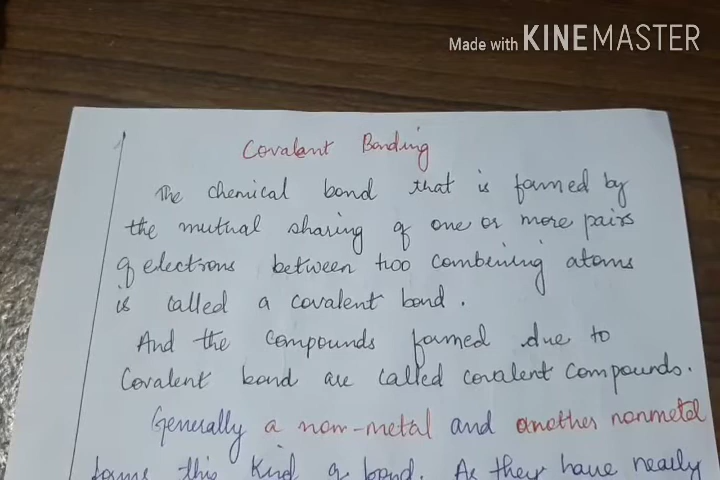 Made with KINEMASTER
Covalant Bonding
The chemical bond that is formed by
the mutual sharing of one or more pairs
of electrons between two combining atoms
is called a covalent bond.
And the compounds formed due to
Covalent bond are called covalent compounds.
Generally a non-metal and another nonmetal
forms this kind of bond. As they have nearly